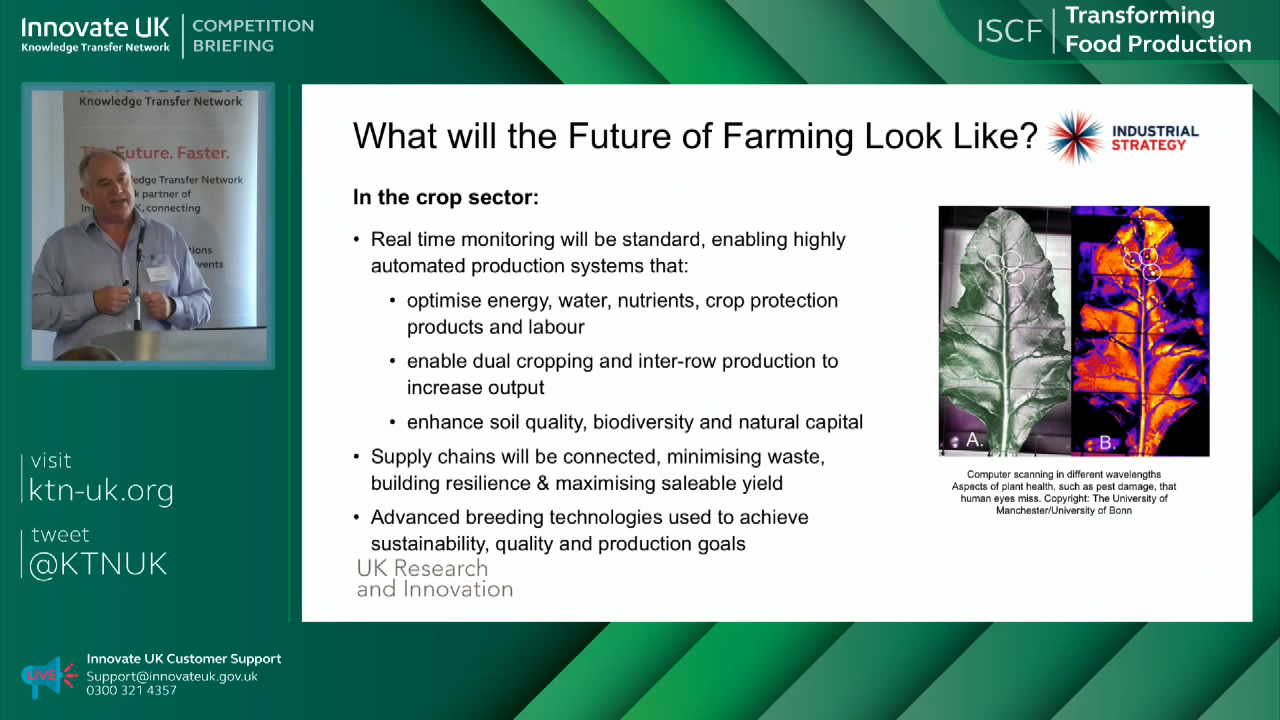 Innovate UK
Knowledge Transfer Network
COMPETITION
BRIEFING
ISCF
Transforming
Food Production
Knowledge Transfer Network
The Future. Faster.
edge Transfer Network
k partner of
K, connecting
What will the Future of Farming Look Like?
INDUSTRIAL
STRATEGY
In the crop sector:
• Real time monitoring will be standard, enabling highly
automated production systems that:
• optimise energy, water, nutrients, crop protection
products and labour
• enable dual cropping and inter-row production to
increase output
• enhance soil quality, biodiversity and natural capital
• Supply chains will be connected, minimising waste,
building resilience & maximising saleable yield
• Advanced breeding technologies used to achieve
sustainability, quality and production goals
UK Research
and Innovation
A.
B.
Computer scanning in different wavelengths
Aspects of plant health, such as pest damage, that
human eyes miss. Copyright: The University of
Manchester/University of Bonn
visit
ktn-uk.org
tweet
@KTNUK
LIVE
Innovate UK Customer Support
Support@innovateuk.gov.uk
0300 321 4357